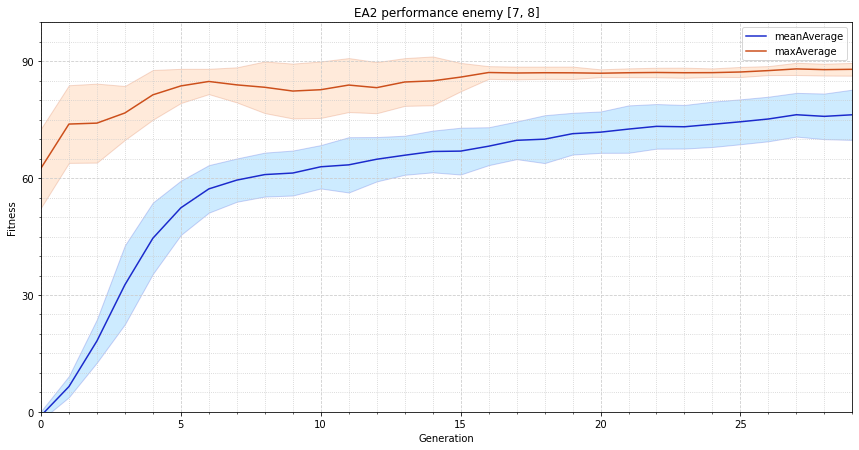 EA2 performance enemy [7, 8]
meanAverage
maxAverage
Fitness
90
60
30
0
0 5 10 15 20 25
Generation